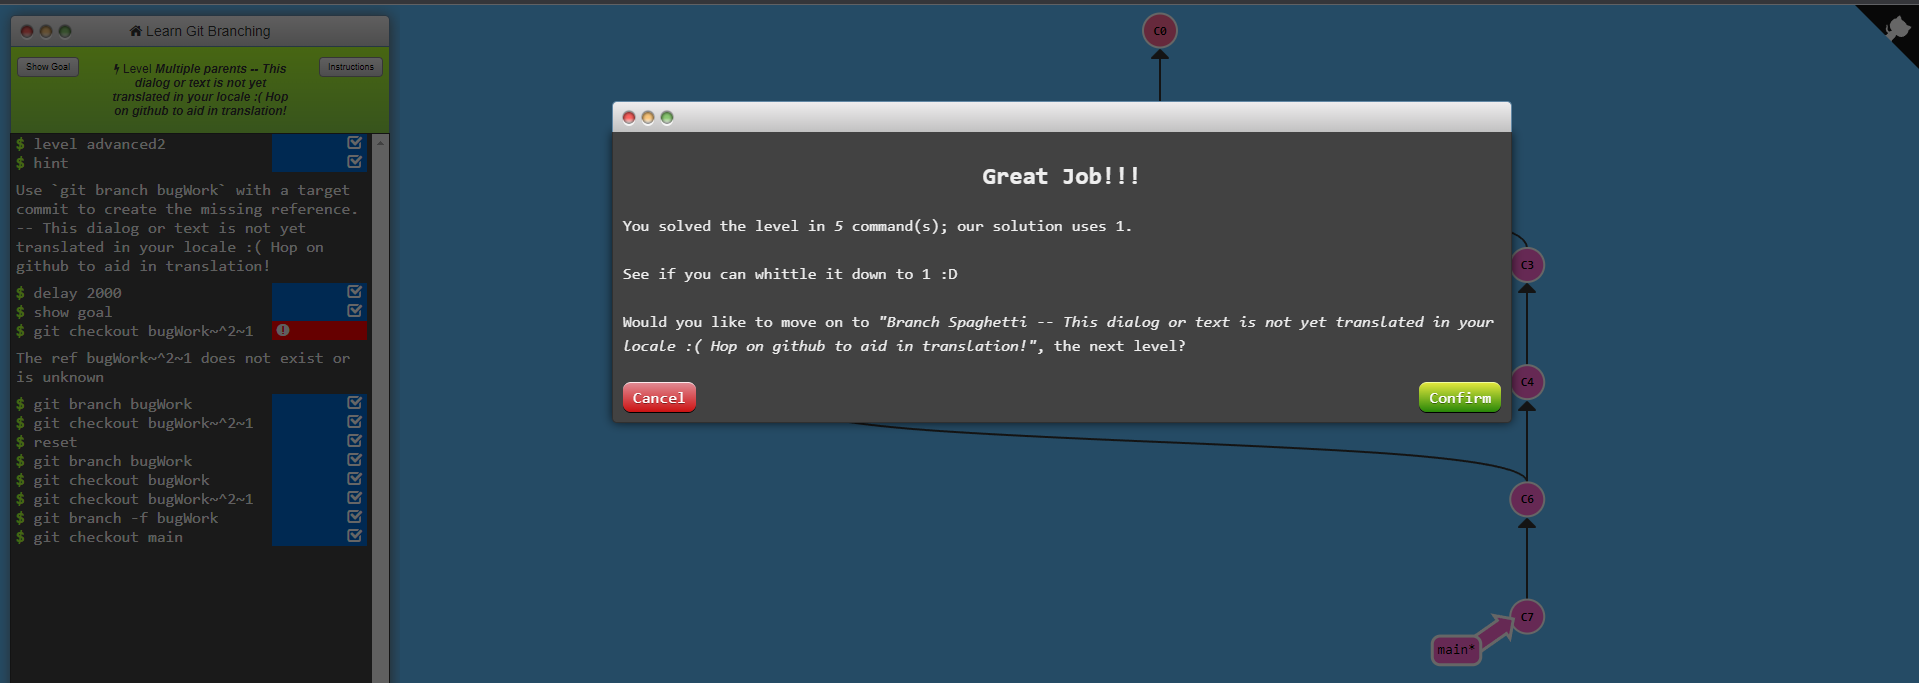 Learn Git Branching
Show Goal
Level Multiple parents -- This
dialog or text is not yet
translated in your locale :( Hop
on github to aid in translation!
Instructions
$ level advanced2
$ hint
Use `git branch bugWork` with a target
commit to create the missing reference.
-- This dialog or text is not yet
translated in your locale :( Hop on
github to aid in translation!
$ delay 2000
$ show goal
$ git checkout bugWork~^2~1
The ref bugWork~^2~1 does not exist or
is unknown
$ git branch bugWork
$ git checkout bugWork~^2~1
$ reset
$ git branch bugWork
$ git checkout bugWork
$ git checkout bugWork~^2~1
$ git branch -f bugWork
$ git checkout main
C0
Great Job!!!
You solved the level in 5 command(s); our solution uses 1.
See if you can whittle it down to 1 :D
Would you like to move on to "Branch Spaghetti -- This dialog or text is not yet translated in your
locale :( Hop on github to aid in translation!", the next level?
Cancel
Confirm
C3
C4
C6
C7
main*